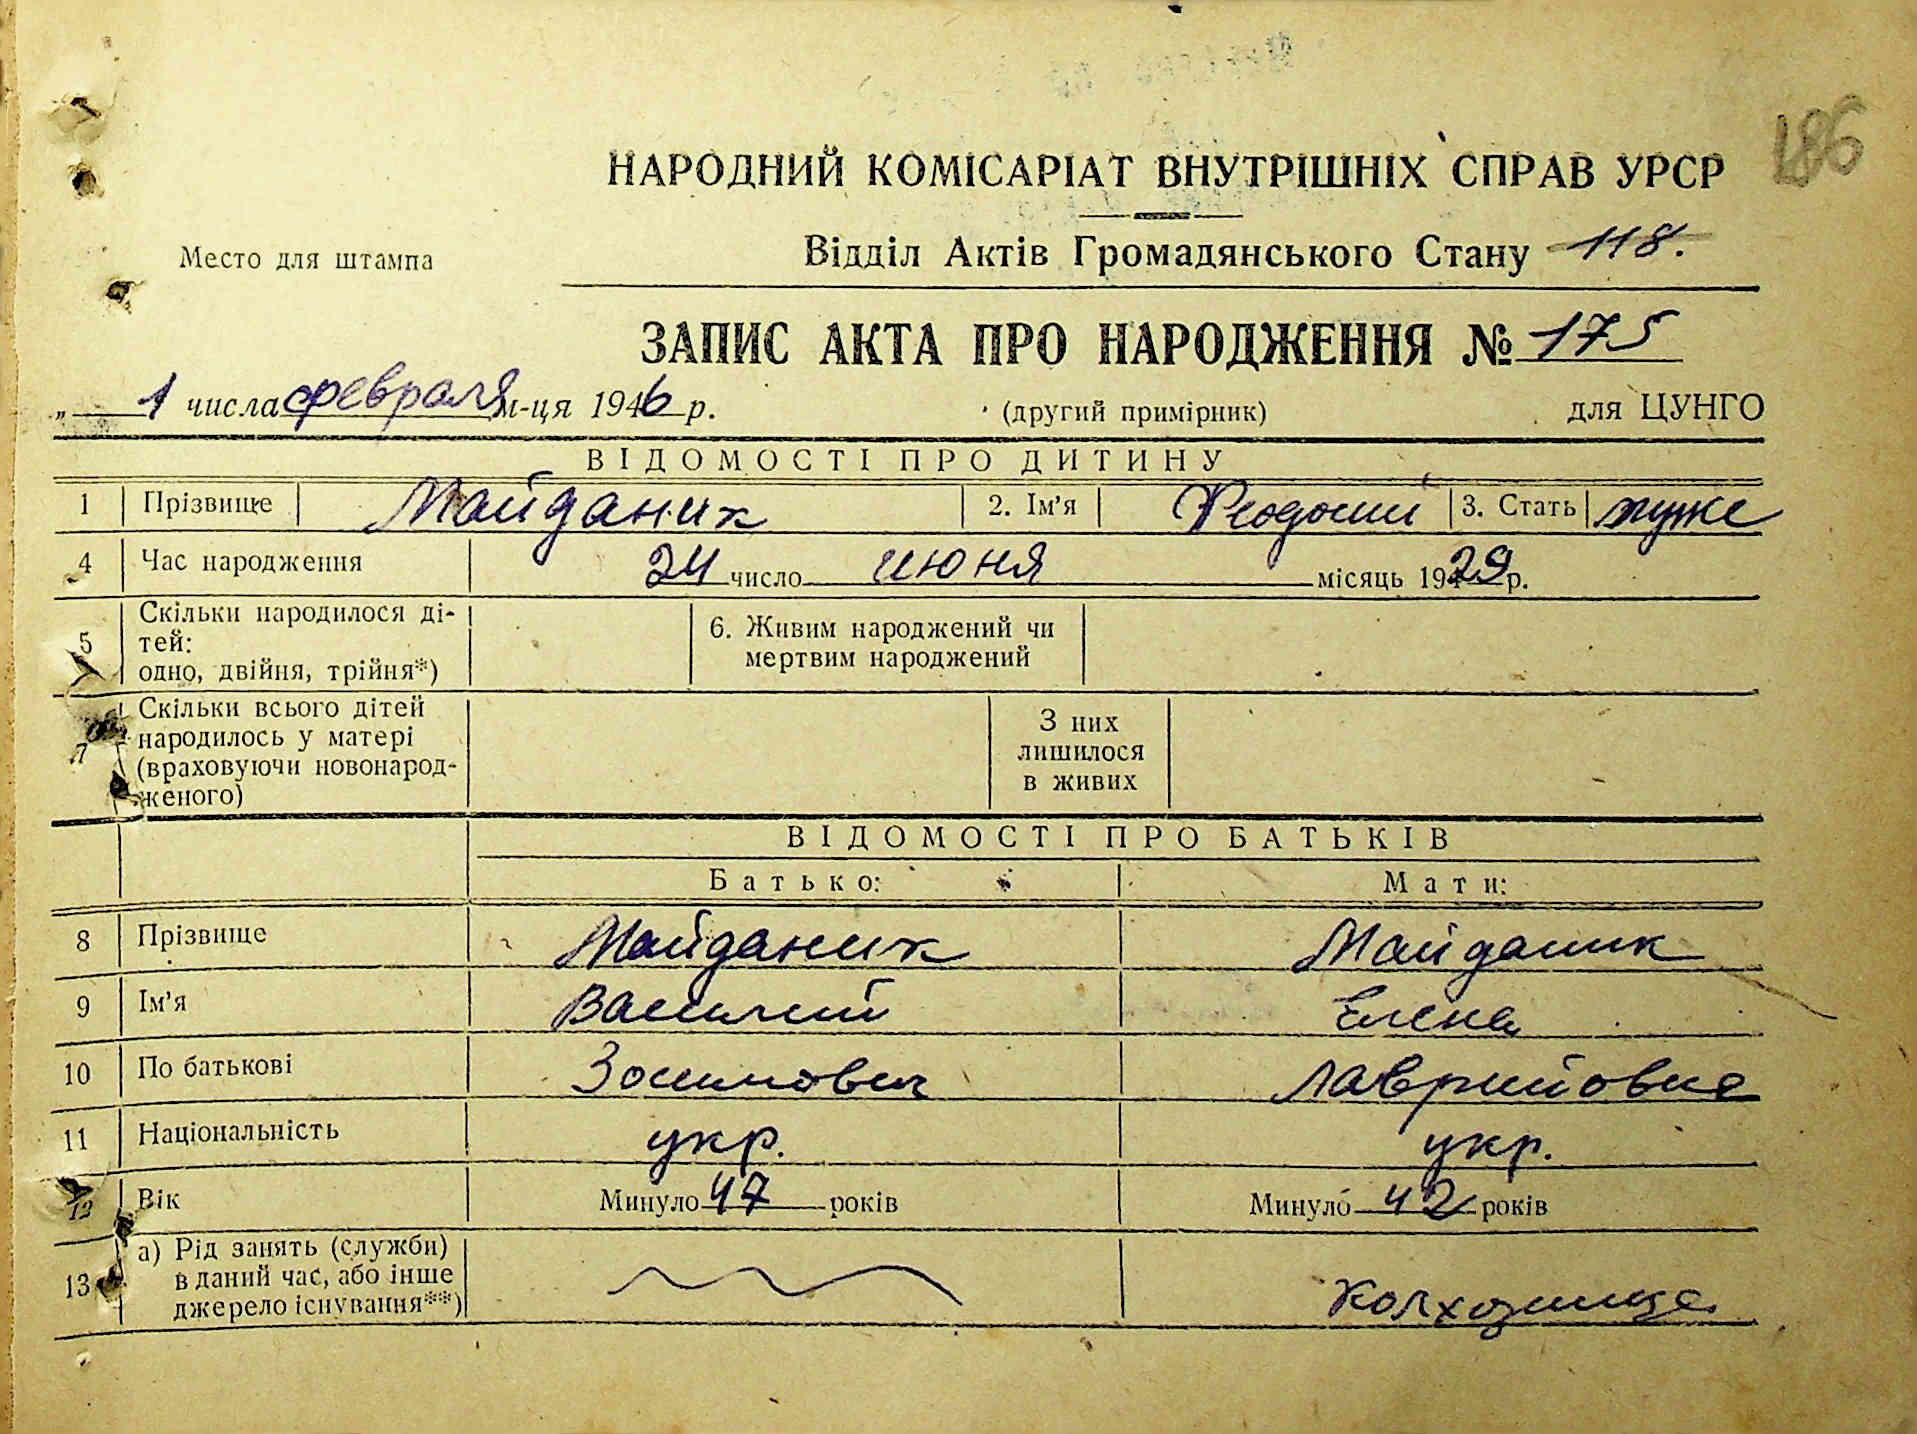 186
НАРОДНИЙ КОМІСАРІАТ ВНУТРІШНІХ СПРАВ УРСР
Место для штампа
Відділ Актів Громадянського Стану 118.
ЗАПИС АКТА ПРО НАРОДЖЕННЯ № 175
„ 1 числа февраля м-ця 1946 р. (другий примірник) для ЦУНГО
ВІДОМОСТІ ПРО ДИТИНУ
1 Прізвище Майданик 2. Ім'я Феодосий 3. Стать муже
4 Час народження 24 число июня місяць 1929 р.
5 Скільки народилося ді-
тей:
одно, двійня, трійня*)
6. Живим народжений чи
мертвим народжений
7 Скільки всього дітей
народилось у матері
(враховуючи новонарод-
женого)
З них
лишилося
в живих
ВІДОМОСТІ ПРО БАТЬКІВ
Батько: Мати:
8 Прізвище Майданик Майданик
9 Ім'я Василий Елена
10 По батькові Зосимович Лаврийовна
11 Національність укр. укр.
12 Вік Минуло 47 років Минуло 42 років
13 а) Рід занять (служби)
в даний час, або інше
джерело існування**)
Колхозница